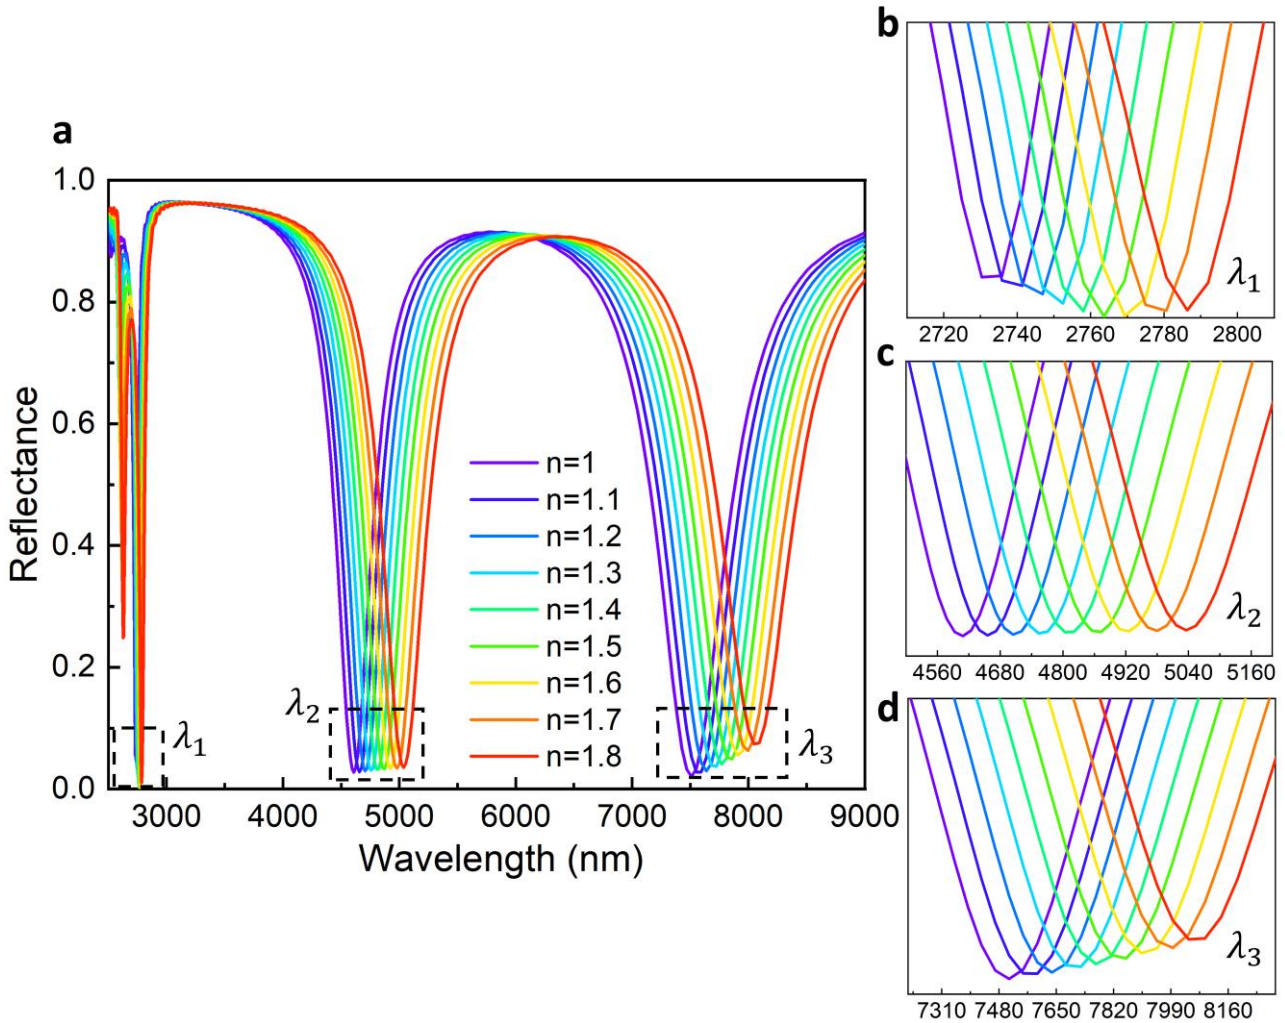 a
1.0
0.8
0.6
0.4
0.2
0.0
Reflectance
3000 4000 5000 6000 7000 8000 9000
Wavelength (nm)
λ1
λ2
λ3
n=1
n=1.1
n=1.2
n=1.3
n=1.4
n=1.5
n=1.6
n=1.7
n=1.8
b
λ1
2720 2740 2760 2780 2800
c
λ2
4560 4680 4800 4920 5040 5160
d
λ3
7310 7480 7650 7820 7990 8160